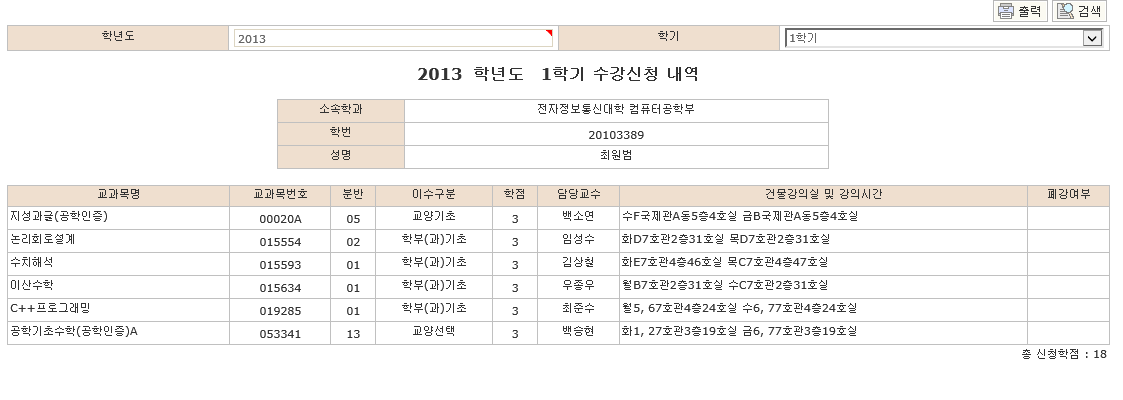 출력 검색
학년도 2013 학기 1학기
2013 학년도 1학기 수강신청 내역
소속학과 전자정보통신대학 컴퓨터공학부
학번 20103389
성명 최원범
교과목명 교과목번호 학반 이수구분 학점 담당교수 건물강의실 및 강의시간 폐강여부
지성과글(공학인증) 00020A 05 교양기초 3 백소연 수F국제관A동5층4호실 금B국제관A동5층4호실
논리회로설계 015554 02 학부(과)기초 3 임성수 화D7호관2층31호실 목D7호관2층31호실
수치해석 015593 01 학부(과)기초 3 김상철 화E7호관4층46호실 목C7호관4층47호실
이산수학 015634 01 학부(과)기초 3 우종우 월B7호관2층31호실 수C7호관2층31호실
C++프로그래밍 019285 01 학부(과)기초 3 최준수 월5, 67호관4층24호실 수6, 77호관4층24호실
공학기초수학(공학인증)A 053341 13 교양선택 3 백승현 화1, 27호관3층19호실 금6, 77호관3층19호실
총 신청학점 : 18